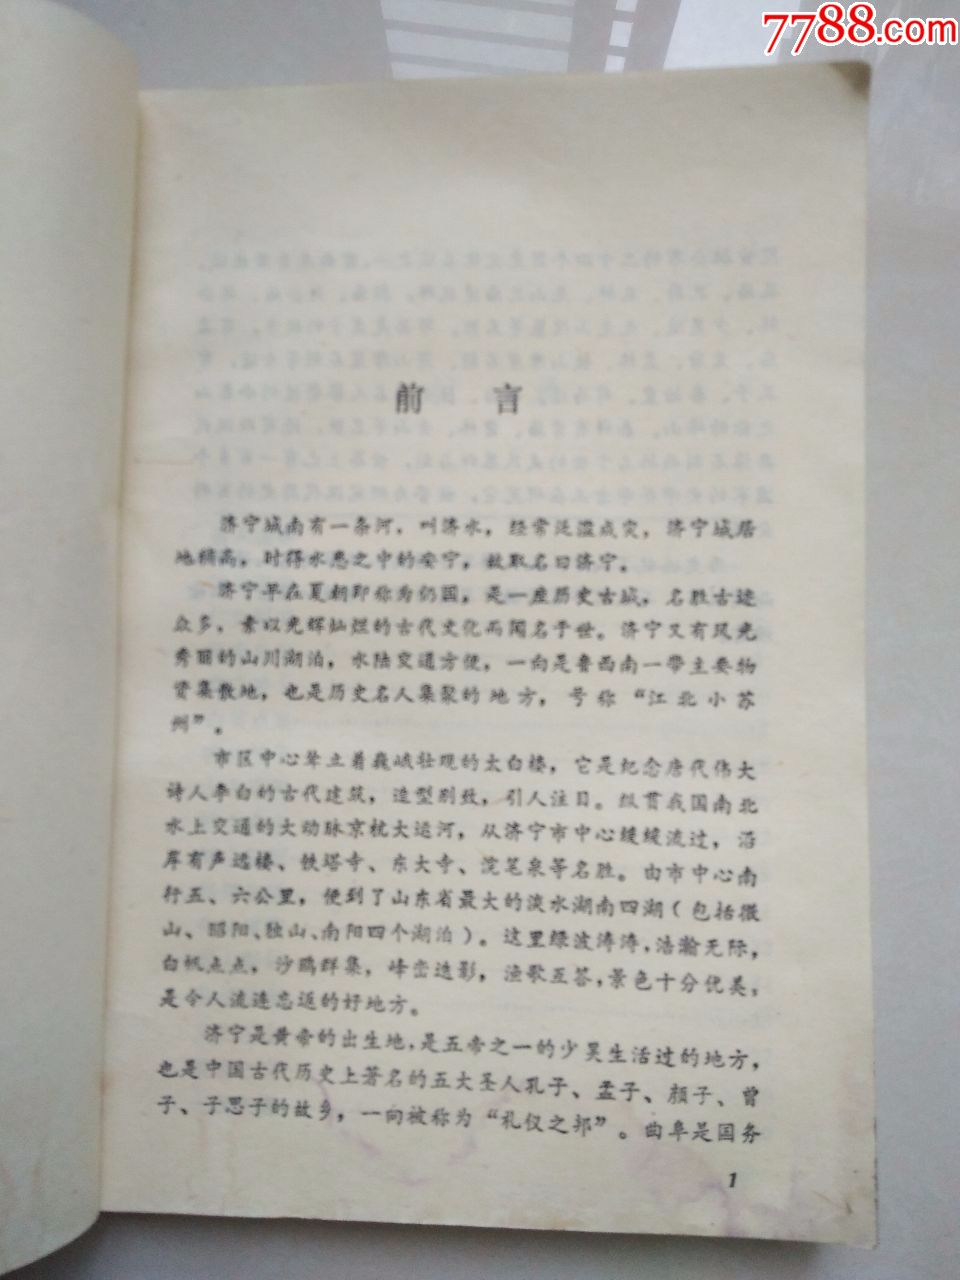 7788.com
前言
济宁城南有一条河，叫济水，经常泛滥成灾，济宁城居
地稍高，时得水患之中的安宁，故取名曰济宁。
济宁早在夏朝即称为仍国，是一座历史古城，名胜古迹
众多，素以光辉灿烂的古代文化而闻名于世。济宁又有风光
秀丽的山川湖泊，水陆交通方便，一向是鲁西南一带主要物
资集散地，也是历史名人集聚的地方，号称“江北小苏
州”。
市区中心耸立着巍峨壮观的太白楼，它是纪念唐代伟大
诗人李白的古代建筑，造型别致，引人注目。纵贯我国南北
水上交通的大动脉京杭大运河，从济宁市中心缓缓流过，沿
岸有声远楼、铁塔寺、东大寺、浣笔泉等名胜。由市中心南
行五、六公里，便到了山东省最大的淡水湖南四湖（包括微
山、昭阳、独山、南阳四个湖泊）。这里绿波涛涛，浩瀚无际，
白帆点点，沙鸥群集，峰峦造影，渔歌互答，景色十分优美，
是令人流连忘返的好地方。
济宁是黄帝的出生地，是五帝之一的少昊生活过的地方，
也是中国古代历史上著名的五大圣人孔子、孟子、颜子、曾
子、子思子的故乡，一向被称为“礼仪之邦”。曲阜是国务
1